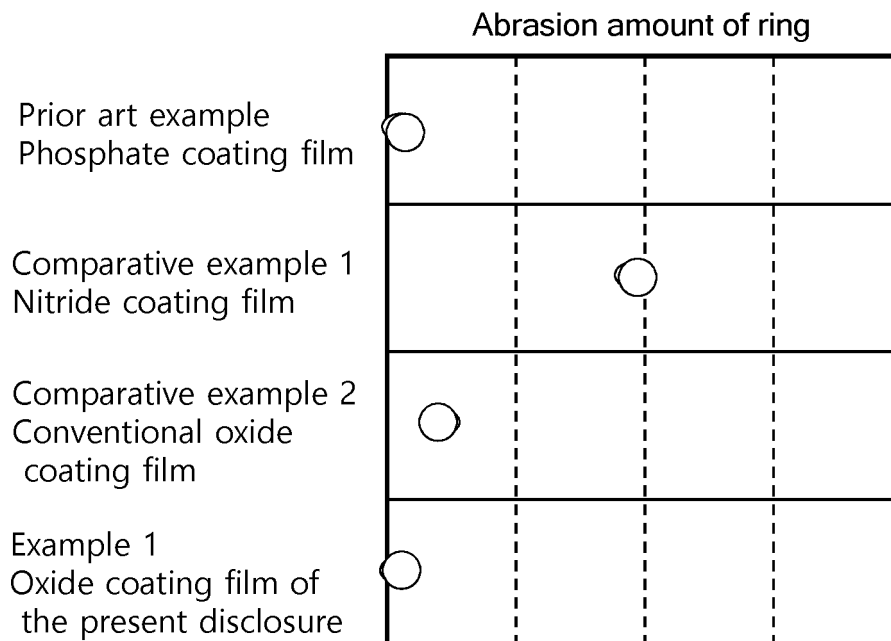 Abrasion amount of ring
Prior art example
Phosphate coating film
Comparative example 1
Nitride coating film
Comparative example 2
Conventional oxide
coating film
Example 1
Oxide coating film of
the present disclosure